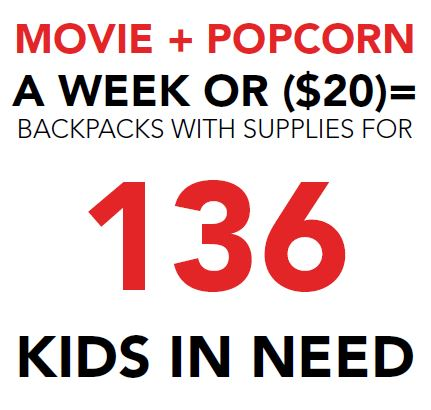 MOVIE + POPCORN
A WEEK OR ($20)=
BACKPACKS WITH SUPPLIES FOR
136
KIDS IN NEED